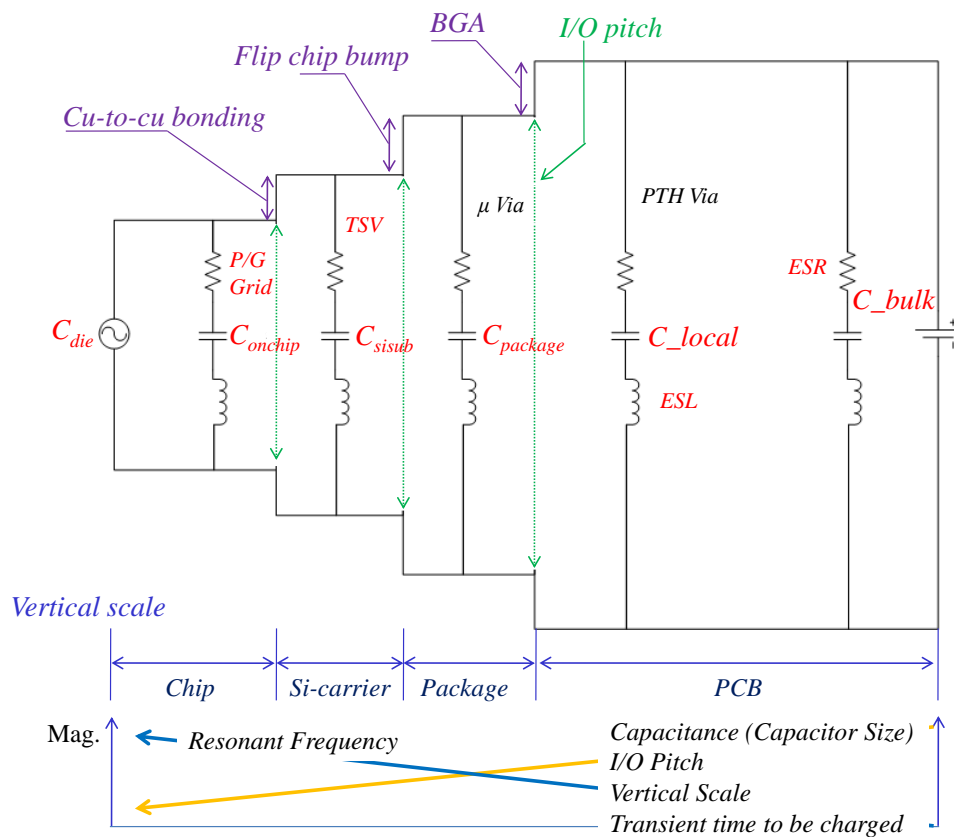 BGA
I/O pitch
Flip chip bump
Cu-to-cu bonding
μ Via
PTH Via
TSV
P/G
Grid
ESR
C_bulk
+
C_die
C_onchip
C_sisub
C_package
C_local
ESL
Vertical scale
Chip
Si-carrier
Package
PCB
Mag.
Resonant Frequency
Capacitance (Capacitor Size)
I/O Pitch
Vertical Scale
Transient time to be charged